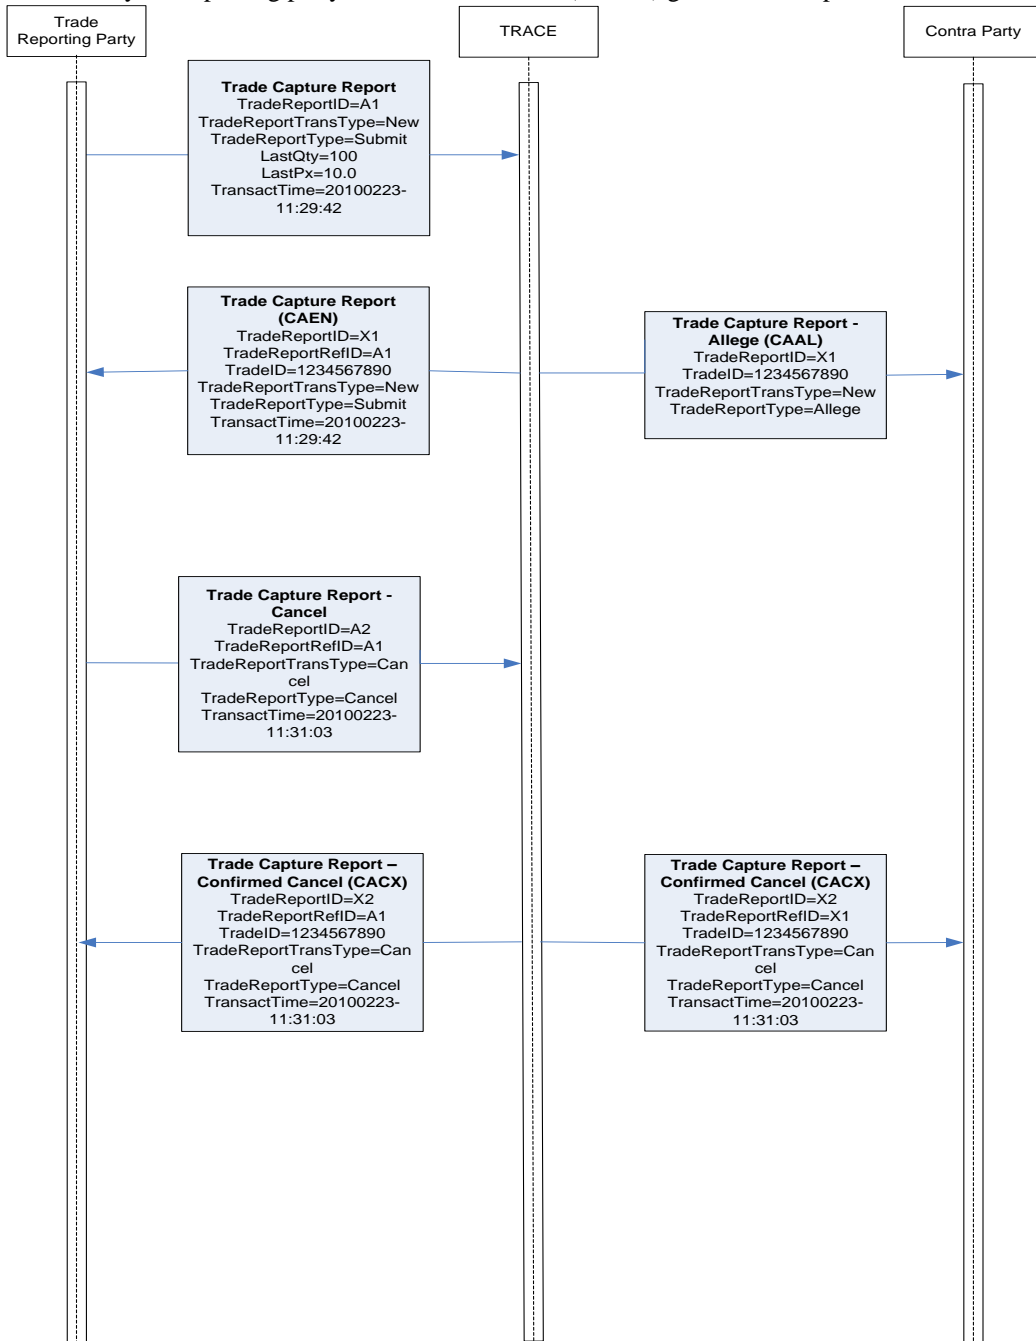 Trade
Reporting Party
TRACE
Contra Party
Trade Capture Report
TradeReportID=A1
TradeReportTransType=New
TradeReportType=Submit
LastQty=100
LastPx=10.0
TransactTime=20100223-
11:29:42
Trade Capture Report
(CAEN)
TradeReportID=X1
TradeReportRefID=A1
TradeID=1234567890
TradeReportTransType=New
TradeReportType=Submit
TransactTime=20100223-
11:29:42
Trade Capture Report -
Allege (CAAL)
TradeReportID=X1
TradeID=1234567890
TradeReportTransType=New
TradeReportType=Allege
Trade Capture Report -
Cancel
TradeReportID=A2
TradeReportRefID=A1
TradeReportTransType=Can
cel
TradeReportType=Cancel
TransactTime=20100223-
11:31:03
Trade Capture Report –
Confirmed Cancel (CACX)
TradeReportID=X2
TradeReportRefID=A1
TradeID=1234567890
TradeReportTransType=Can
cel
TradeReportType=Cancel
TransactTime=20100223-
11:31:03
Trade Capture Report –
Confirmed Cancel (CACX)
TradeReportID=X2
TradeReportRefID=X1
TradeID=1234567890
TradeReportTransType=Can
cel
TradeReportType=Cancel
TransactTime=20100223-
11:31:03